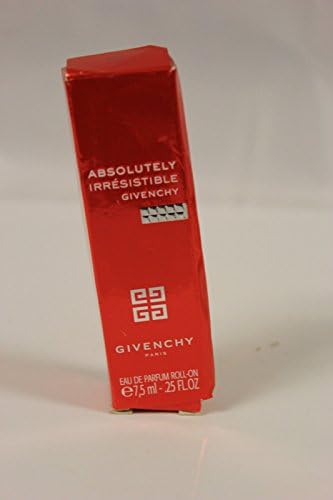 ABSOLUTELY
IRRÉSISTIBLE
GIVENCHY
GIVENCHY
PARIS
EAU DE PARFUM ROLL-ON
℮7,5 ml - .25 FL.OZ